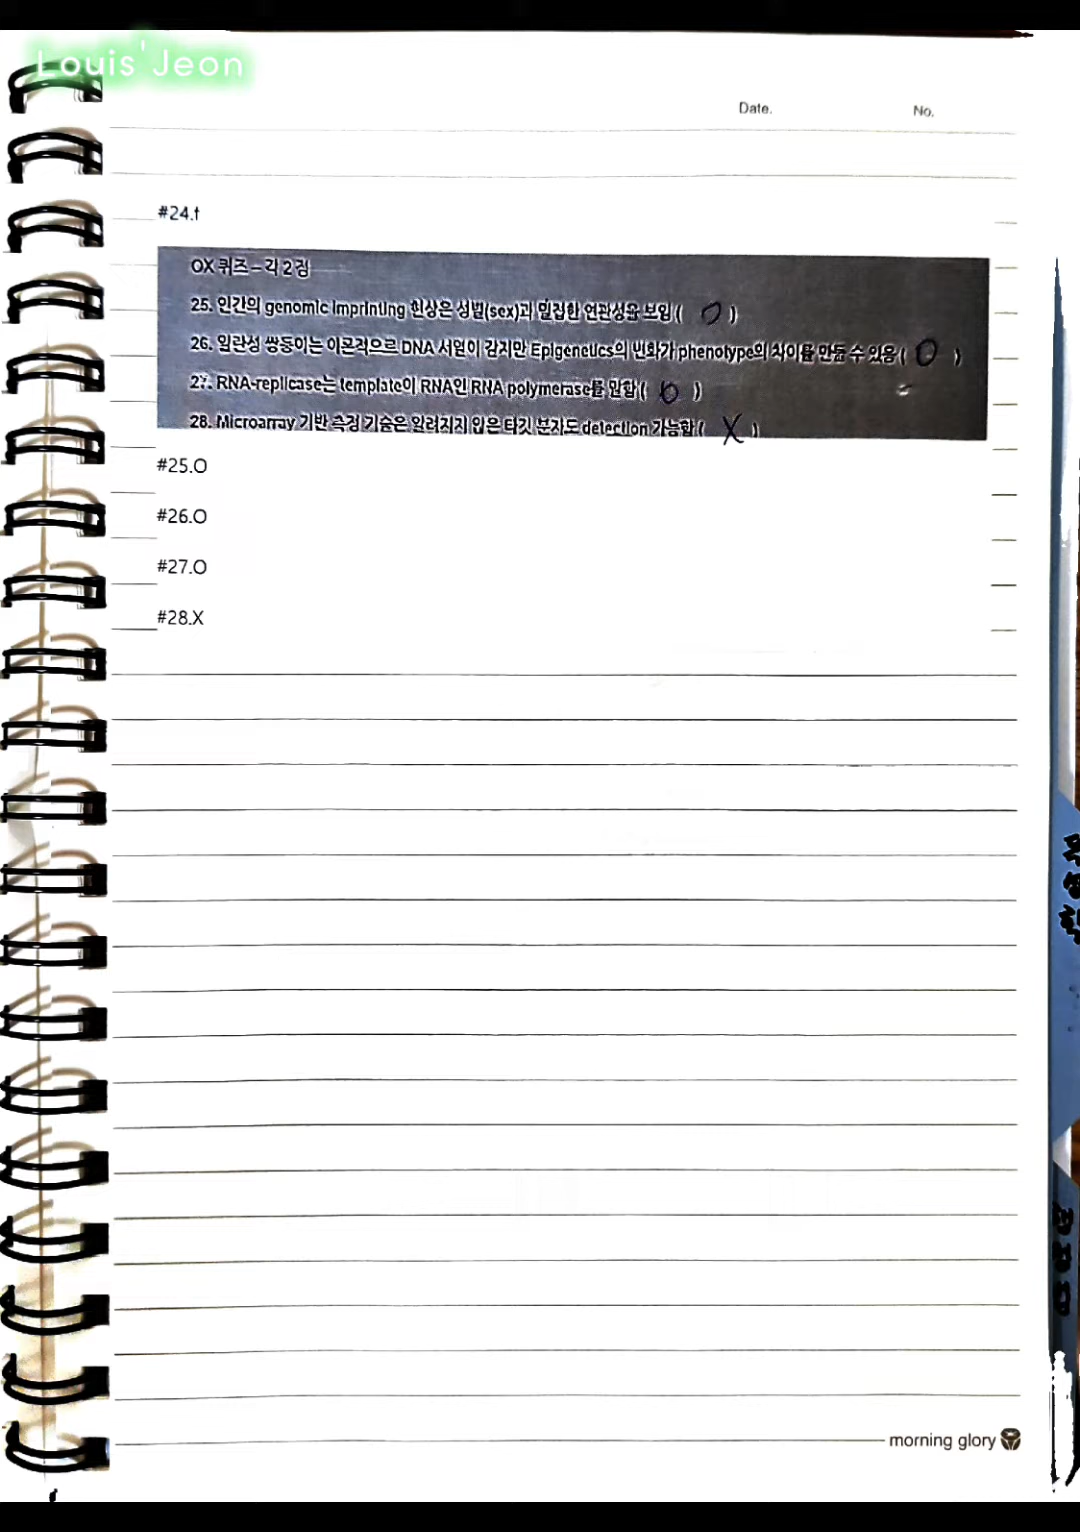 Louis'Jeon
Date. No.
#24.t
OX 퀴즈 – 각 2점
25. 인간의 genomic imprinting 현상은 성별(sex)과 밀접한 연관성을 보임 ( O )
26. 일란성 쌍둥이는 이론적으로 DNA 서열이 같지만 Epigenetics의 변화가 phenotype의 차이를 만들 수 있음 ( O )
27. RNA-replicase는 template이 RNA인 RNA polymerase를 말함 ( O )
28. Microarray 기반 측정 기술은 알려지지 않은 타깃 분자도 detection 가능함 ( X )
#25.O
#26.O
#27.O
#28.X
morning glory